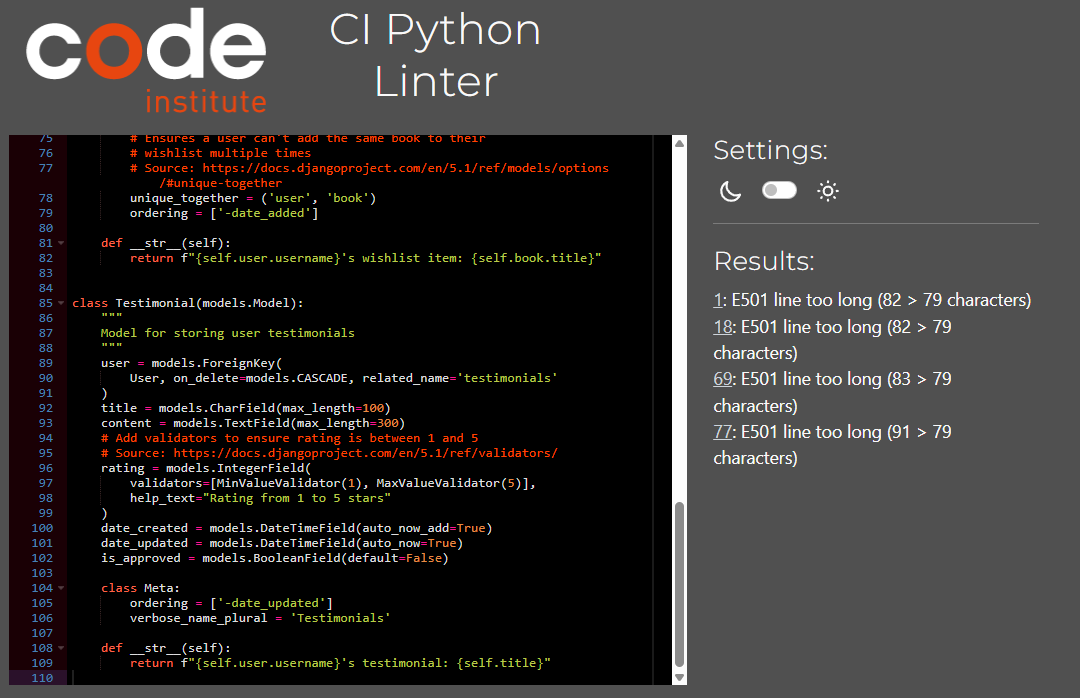 code
institute
CI Python
Linter
75 # Ensures a user can't add the same book to their
76 # wishlist multiple times
77 # Source: https://docs.djangoproject.com/en/5.1/ref/models/options
/#unique-together
78 unique_together = ('user', 'book')
79 ordering = ['-date_added']
80
81 def __str__(self):
82 return f"{self.user.username}'s wishlist item: {self.book.title}"
83
84
85 class Testimonial(models.Model):
86 """
87 Model for storing user testimonials
88 """
89 user = models.ForeignKey(
90 User, on_delete=models.CASCADE, related_name='testimonials'
91 )
92 title = models.CharField(max_length=100)
93 content = models.TextField(max_length=300)
94 # Add validators to ensure rating is between 1 and 5
95 # Source: https://docs.djangoproject.com/en/5.1/ref/validators/
96 rating = models.IntegerField(
97 validators=[MinValueValidator(1), MaxValueValidator(5)],
98 help_text="Rating from 1 to 5 stars"
99 )
100 date_created = models.DateTimeField(auto_now_add=True)
101 date_updated = models.DateTimeField(auto_now=True)
102 is_approved = models.BooleanField(default=False)
103
104 class Meta:
105 ordering = ['-date_updated']
106 verbose_name_plural = 'Testimonials'
107
108 def __str__(self):
109 return f"{self.user.username}'s testimonial: {self.title}"
110
Settings:
Results:
1: E501 line too long (82 > 79 characters)
18: E501 line too long (82 > 79
characters)
69: E501 line too long (83 > 79
characters)
77: E501 line too long (91 > 79
characters)